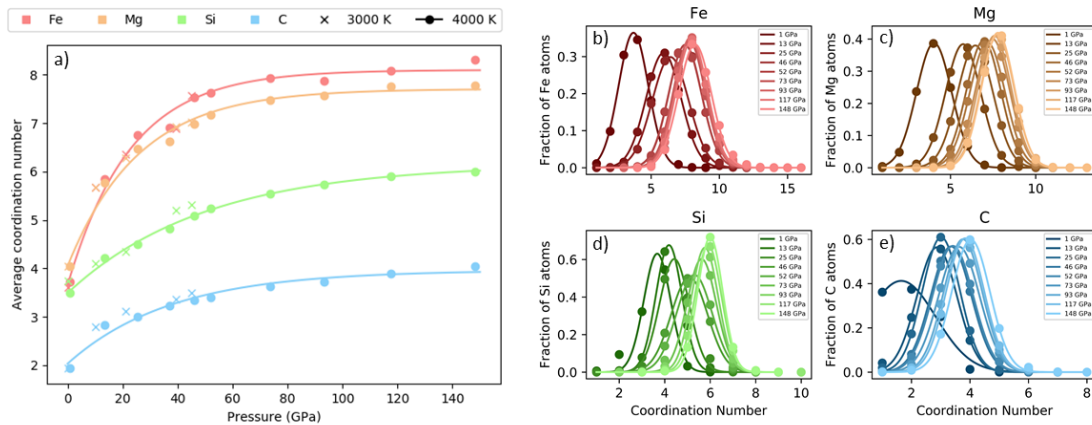 Fe Mg Si C 3000 K 4000 K
a)
Average coordination number
8
7
6
5
4
3
2
0 20 40 60 80 100 120 140
Pressure (GPa)
Fe
b)
Fraction of Fe atoms
0.3
0.2
0.1
0.0
5 10 15
1 GPa
13 GPa
25 GPa
46 GPa
52 GPa
73 GPa
93 GPa
117 GPa
148 GPa
Mg
c)
Fraction of Mg atoms
0.4
0.3
0.2
0.1
0.0
5 10
1 GPa
13 GPa
25 GPa
46 GPa
52 GPa
73 GPa
93 GPa
117 GPa
148 GPa
Si
d)
Fraction of Si atoms
0.6
0.4
0.2
0.0
2 4 6 8 10
Coordination Number
1 GPa
13 GPa
25 GPa
46 GPa
52 GPa
73 GPa
93 GPa
117 GPa
148 GPa
C
e)
Fraction of C atoms
0.6
0.4
0.2
0.0
2 4 6 8
Coordination Number
1 GPa
13 GPa
25 GPa
46 GPa
52 GPa
73 GPa
93 GPa
117 GPa
148 GPa